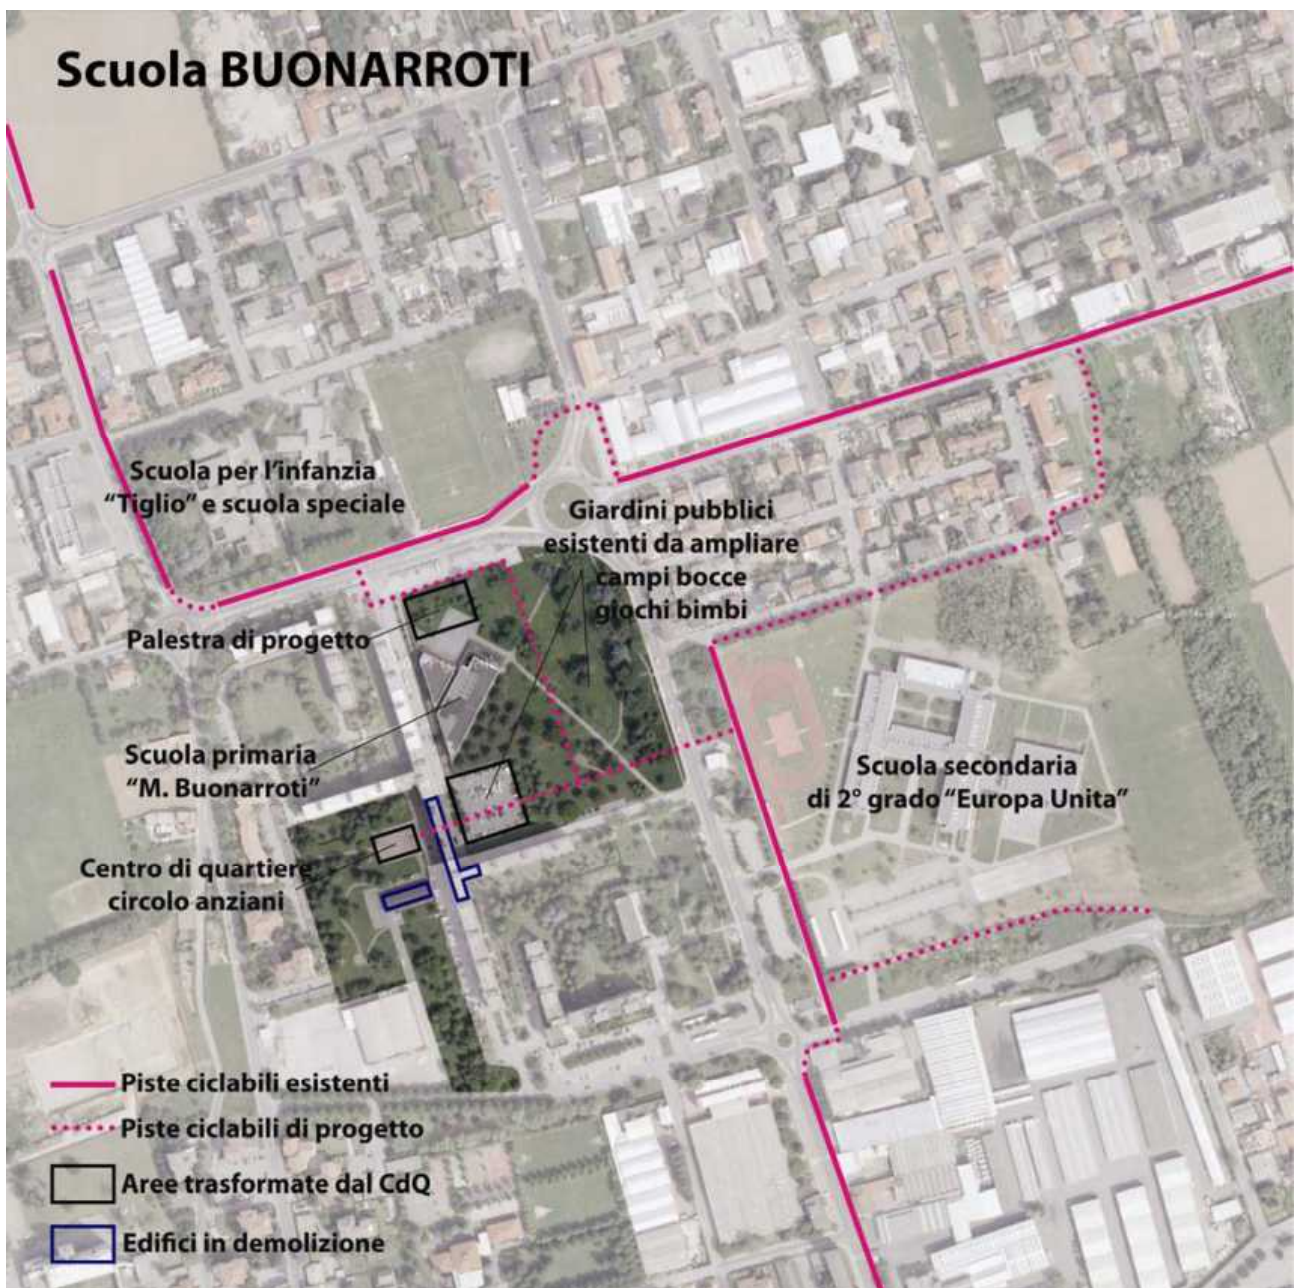 Scuola BUONARROTI
Scuola per l'infanzia
"Tiglio" e scuola speciale
Giardini pubblici
esistenti da ampliare
campi bocce
giochi bimbi
Palestra di progetto
Scuola primaria
"M. Buonarroti"
Scuola secondaria
di 2° grado "Europa Unita"
Centro di quartiere
circolo anziani
Piste ciclabili esistenti
Piste ciclabili di progetto
Aree trasformate dal CdQ
Edifici in demolizione